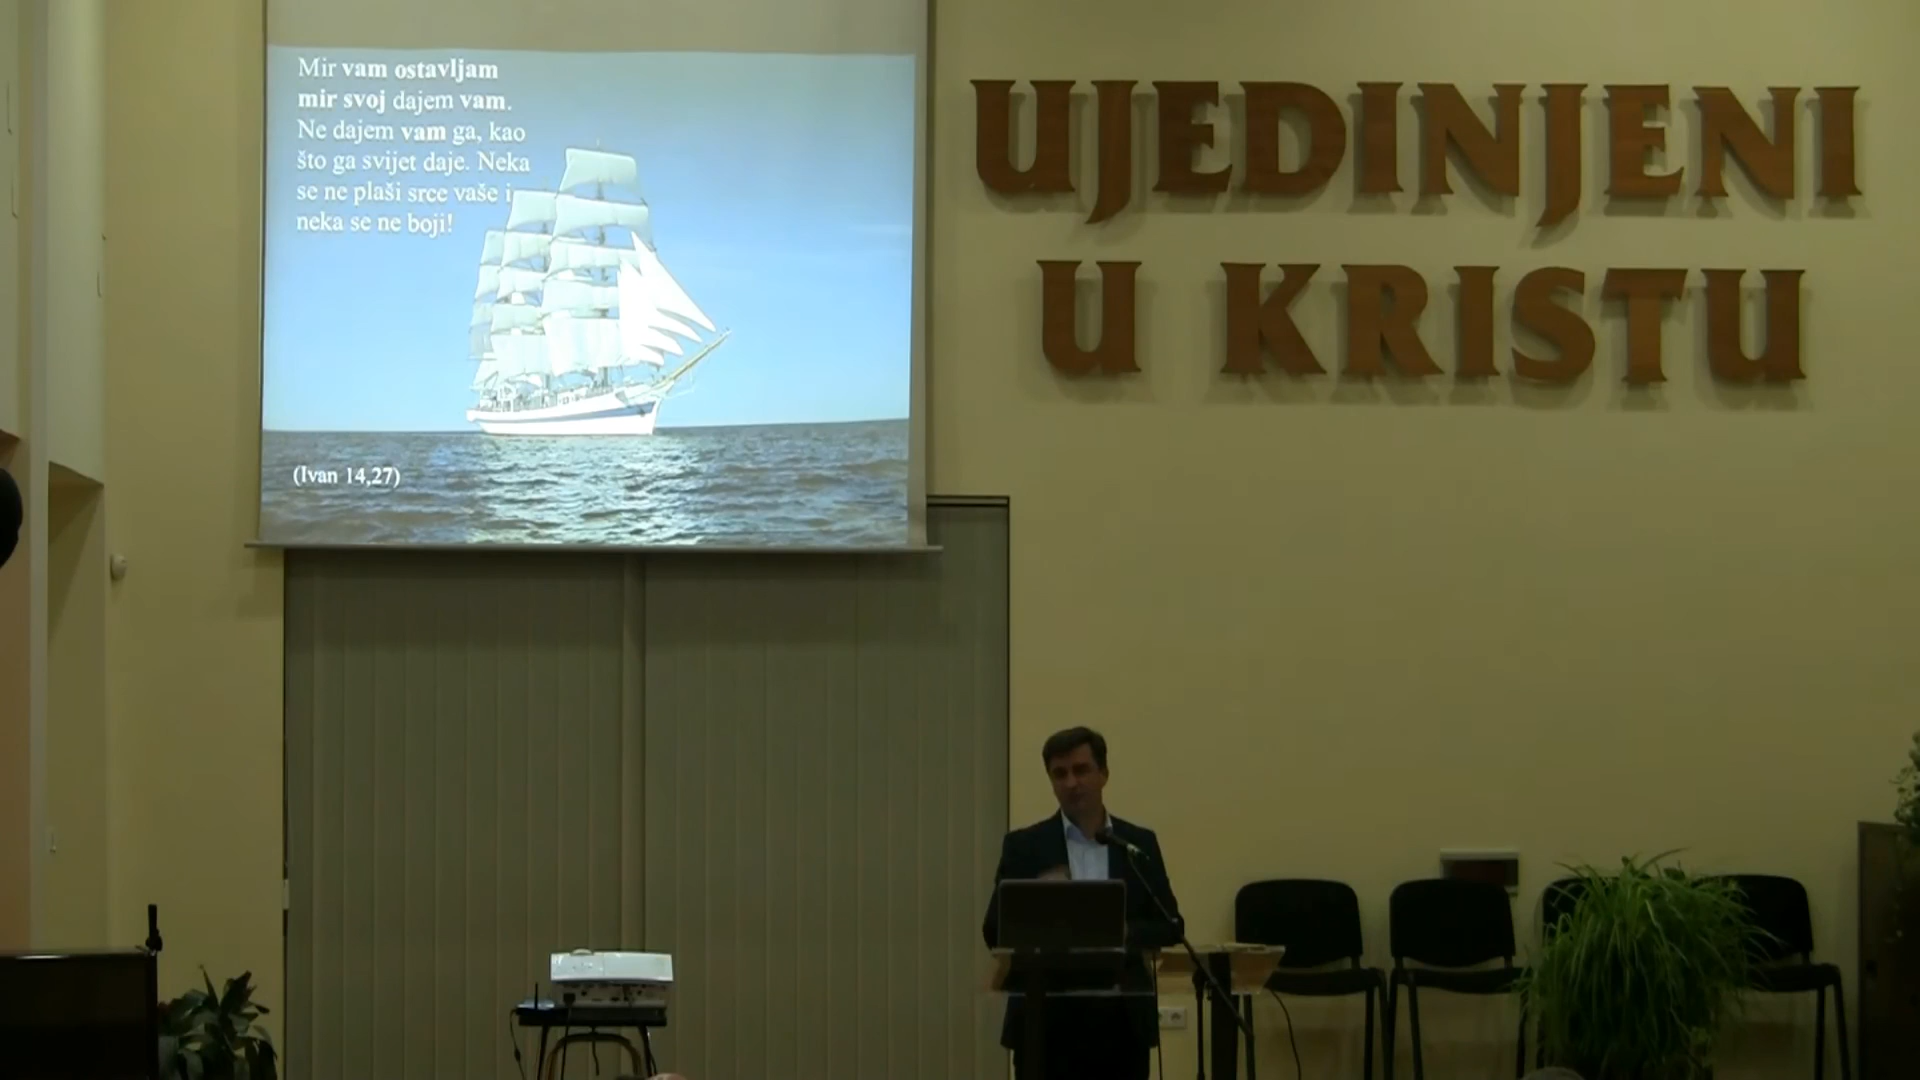 Mir vam ostavljam
mir svoj dajem vam.
Ne dajem vam ga, kao
što ga svijet daje. Neka
se ne plaši srce vaše i
neka se ne boji!
(Ivan 14,27)
UJEDINJENI
U KRISTU